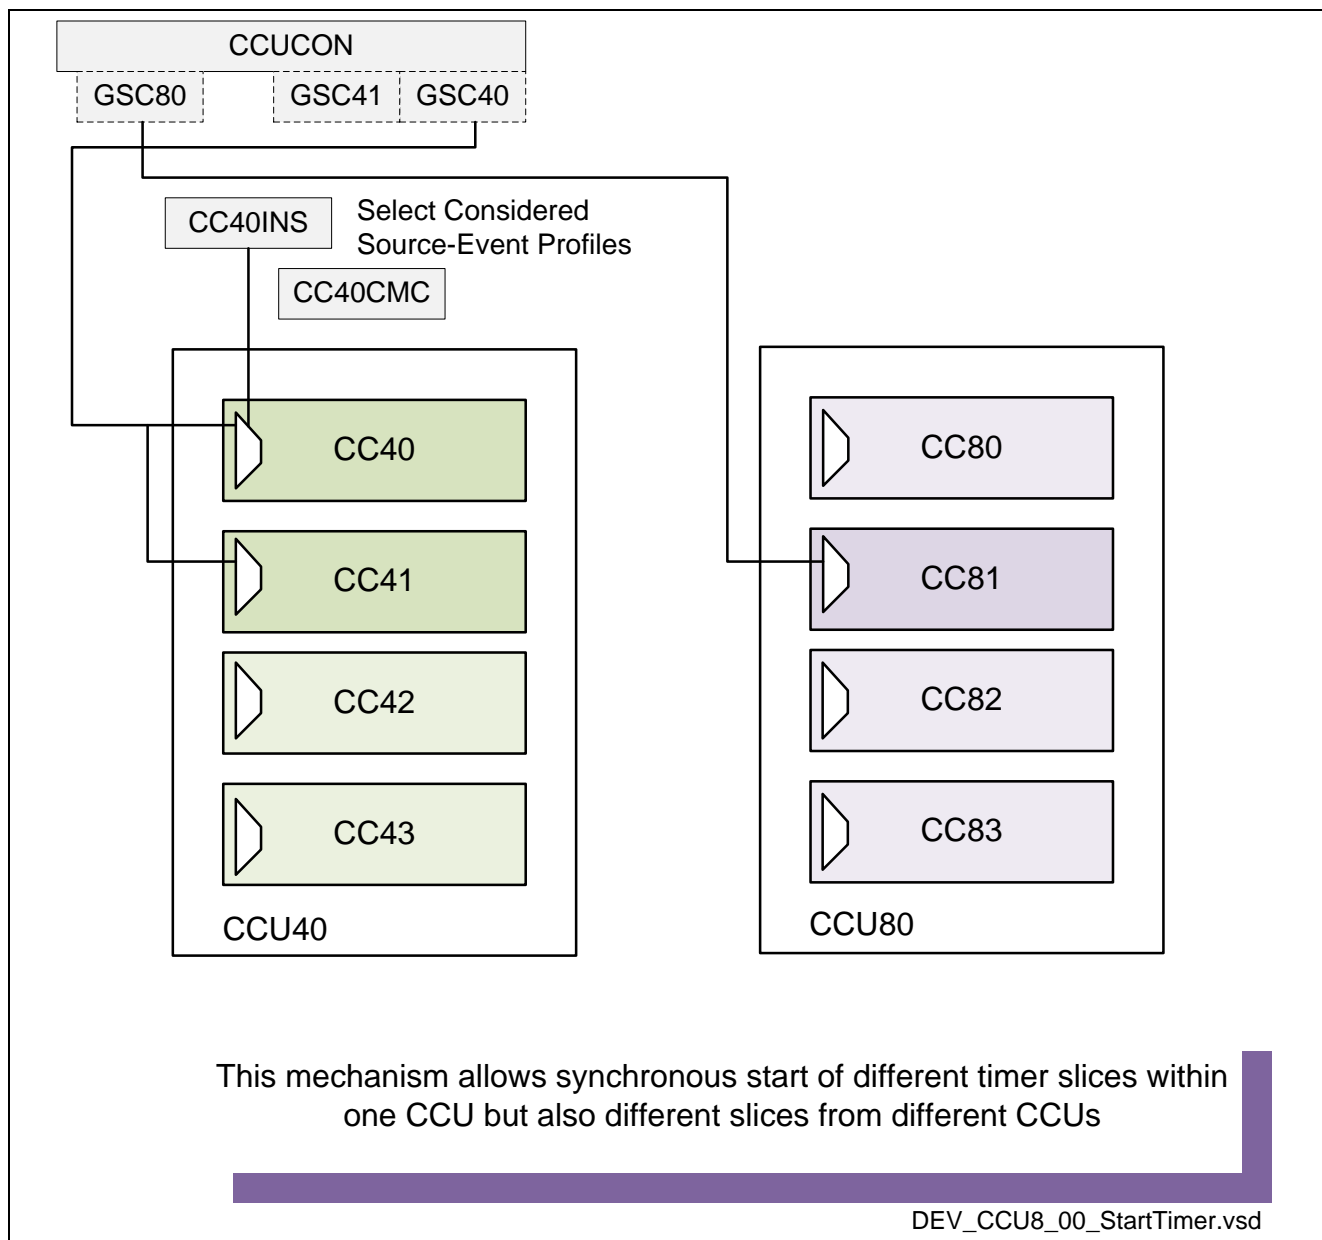 CCUCON
GSC80
GSC41
GSC40
CC40INS
Select Considered
Source-Event Profiles
CC40CMC
CC40
CC41
CC42
CC43
CCU40
CC80
CC81
CC82
CC83
CCU80
This mechanism allows synchronous start of different timer slices within
one CCU but also different slices from different CCUs
DEV_CCU8_00_StartTimer.vsd